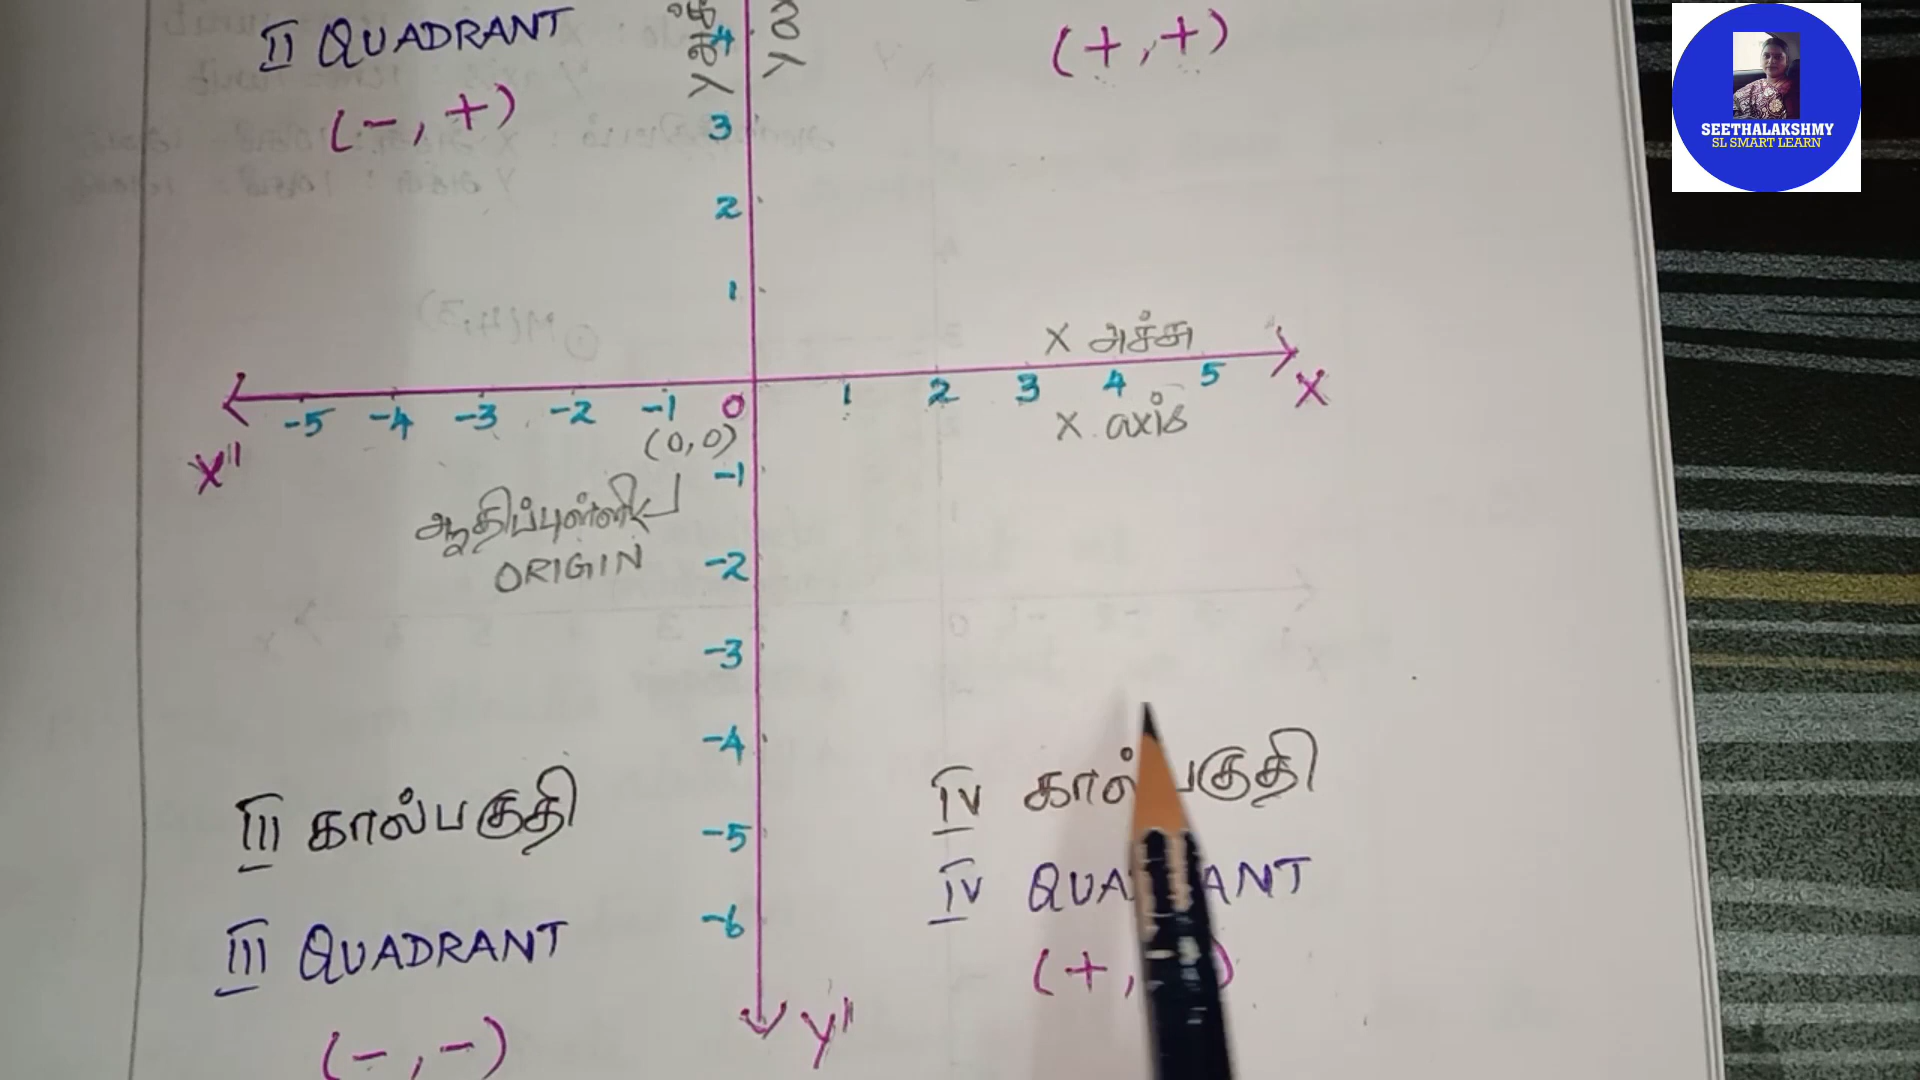 II QUADRANT
(-, +)
(+, +)
4
3
2
1
X அச்சு
X
-5 -4 -3 -2 -1 0 1 2 3 4 5
X axis
X"
(0,0)
ஆதிப்புள்ளி
ORIGIN
-1
-2
-3
-4
-5
-6
III கால்பகுதி
III QUADRANT
(-, -)
IV கால்பகுதி
IV QUADRANT
(+,
Y"
SEETHALAKSHMY
SL SMART LEARN